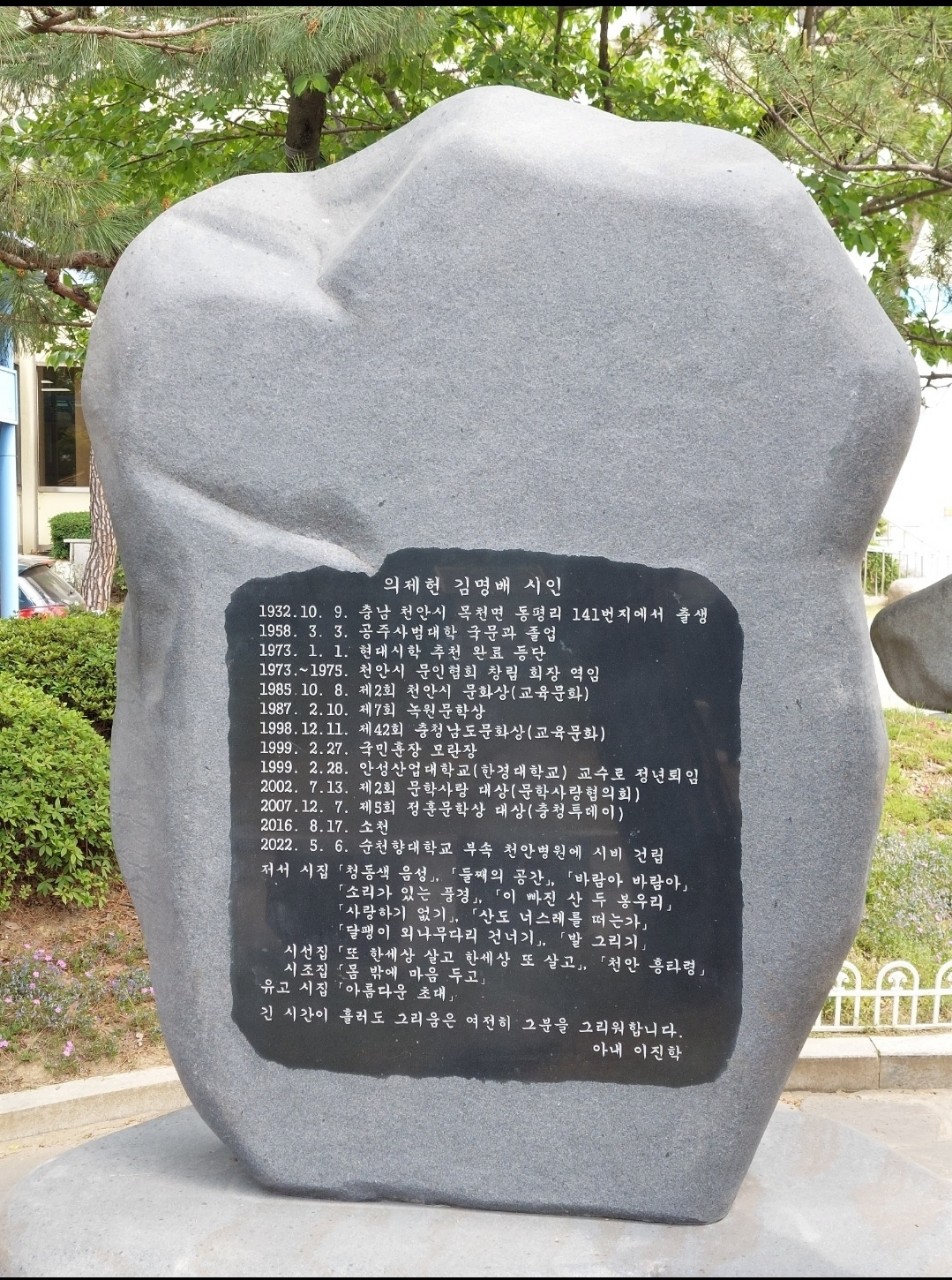 의제헌 김명배 시인
1932.10. 9. 충남 천안시 목천면 동평리 141번지에서 출생
1958. 3. 3. 공주사범대학 국문과 졸업
1973. 1. 1. 현대시학 추천 완료 등단
1973.~1975. 천안시 문인협회 창립 회장 역임
1985.10. 8. 제2회 천안시 문화상(교육문화)
1987. 2.10. 제7회 녹원문학상
1998.12.11. 제42회 충청남도문화상(교육문화)
1999. 2.27. 국민훈장 모란장
1999. 2.28. 안성산업대학교(한경대학교) 교수로 정년퇴임
2002. 7.13. 제2회 문학사랑 대상(문학사랑협의회)
2007.12. 7. 제5회 정훈문학상 대상(충청투데이)
2016. 8.17. 소천
2022. 5. 6. 순천향대학교 부속 천안병원에 시비 건립
저서 시집 「청동색 음성」, 「둘째의 공간」, 「바람아 바람아」
「소리가 있는 풍경」, 「이 빠진 산 두 봉우리」
「사랑하기 없기」, 「산도 너스레를 떠는가」
「달팽이 외나무다리 건너기」, 「발 그리기」
시선집 「또 한세상 살고 한세상 또 살고」, 「천안 흥타령」
시조집 「몸 밖에 마음 두고」
유고 시집 「아름다운 초대」
긴 시간이 흘러도 그리움은 여전히 그분을 그리워합니다.
아내 이진학